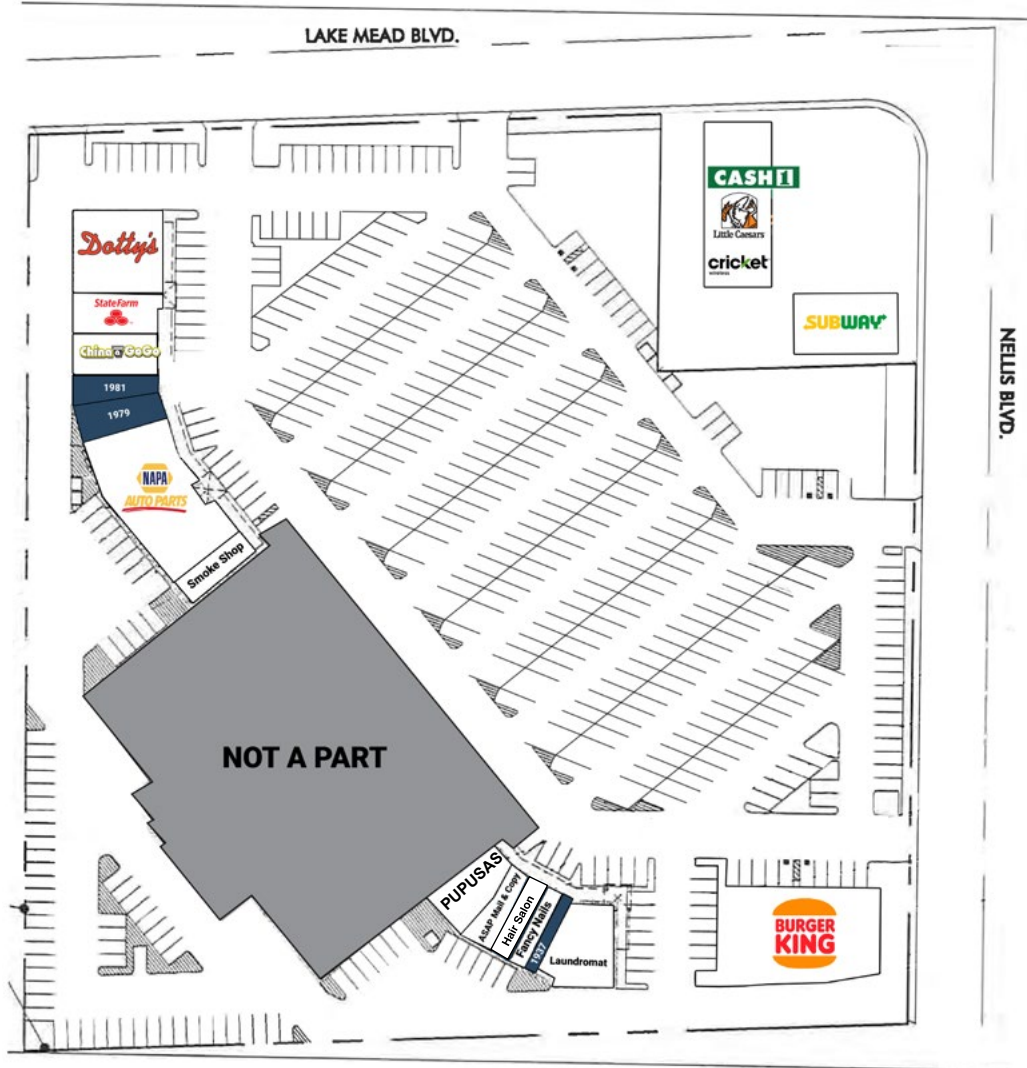 LAKE MEAD BLVD.
CASH 1
Little Caesars
cricket
wireless
Dotty's
StateFarm
China a GoGo
SUBWAY
NELLIS BLVD.
1981
1979
NAPA
AUTO PARTS
Smoke Shop
NOT A PART
PUPUSAS
ASAP Mail & Copy
Hair Salon
Fancy Nails
1937
Laundromat
BURGER
KING